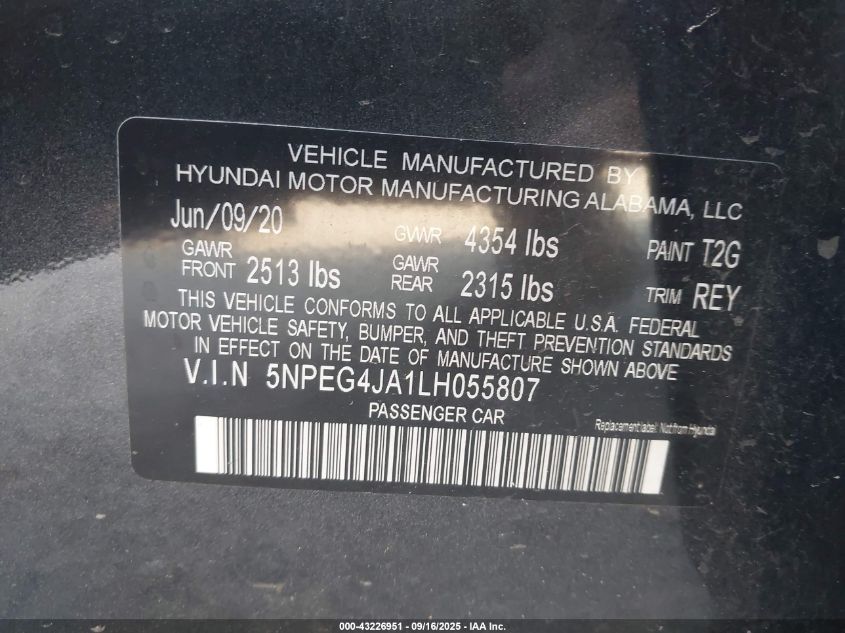 VEHICLE MANUFACTURED BY
HYUNDAI MOTOR MANUFACTURING ALABAMA, LLC
Jun/09/20 GVWR 4354 lbs PAINT T2G
GAWR FRONT 2513 lbs GAWR REAR 2315 lbs TRIM REY
THIS VEHICLE CONFORMS TO ALL APPLICABLE U.S.A. FEDERAL
MOTOR VEHICLE SAFETY, BUMPER, AND THEFT PREVENTION STANDARDS
IN EFFECT ON THE DATE OF MANUFACTURE SHOWN ABOVE
V.I.N 5NPEG4JA1LH055807
PASSENGER CAR
Replacement label: Not from Hyundai
000-43226951 - 09/16/2025 - IAA Inc.